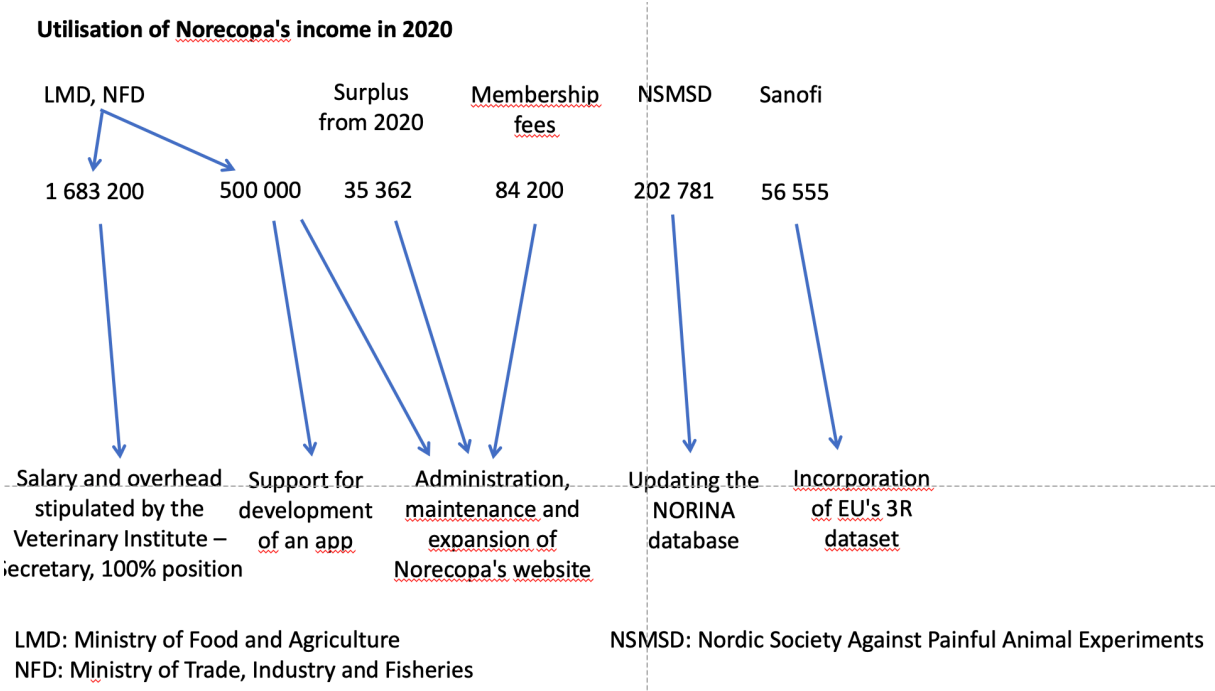 Utilisation of Norecopa's income in 2020
LMD, NFD
Surplus
from 2020
Membership
fees
NSMSD
Sanofi
1 683 200
500 000
35 362
84 200
202 781
56 555
Salary and overhead
stipulated by the
Veterinary Institute –
Secretary, 100% position
Support for
development
of an app
Administration,
maintenance and
expansion of
Norecopa's website
Updating the
NORINA
database
Incorporation
of EU's 3R
dataset
LMD: Ministry of Food and Agriculture
NFD: Ministry of Trade, Industry and Fisheries
NSMSD: Nordic Society Against Painful Animal Experiments